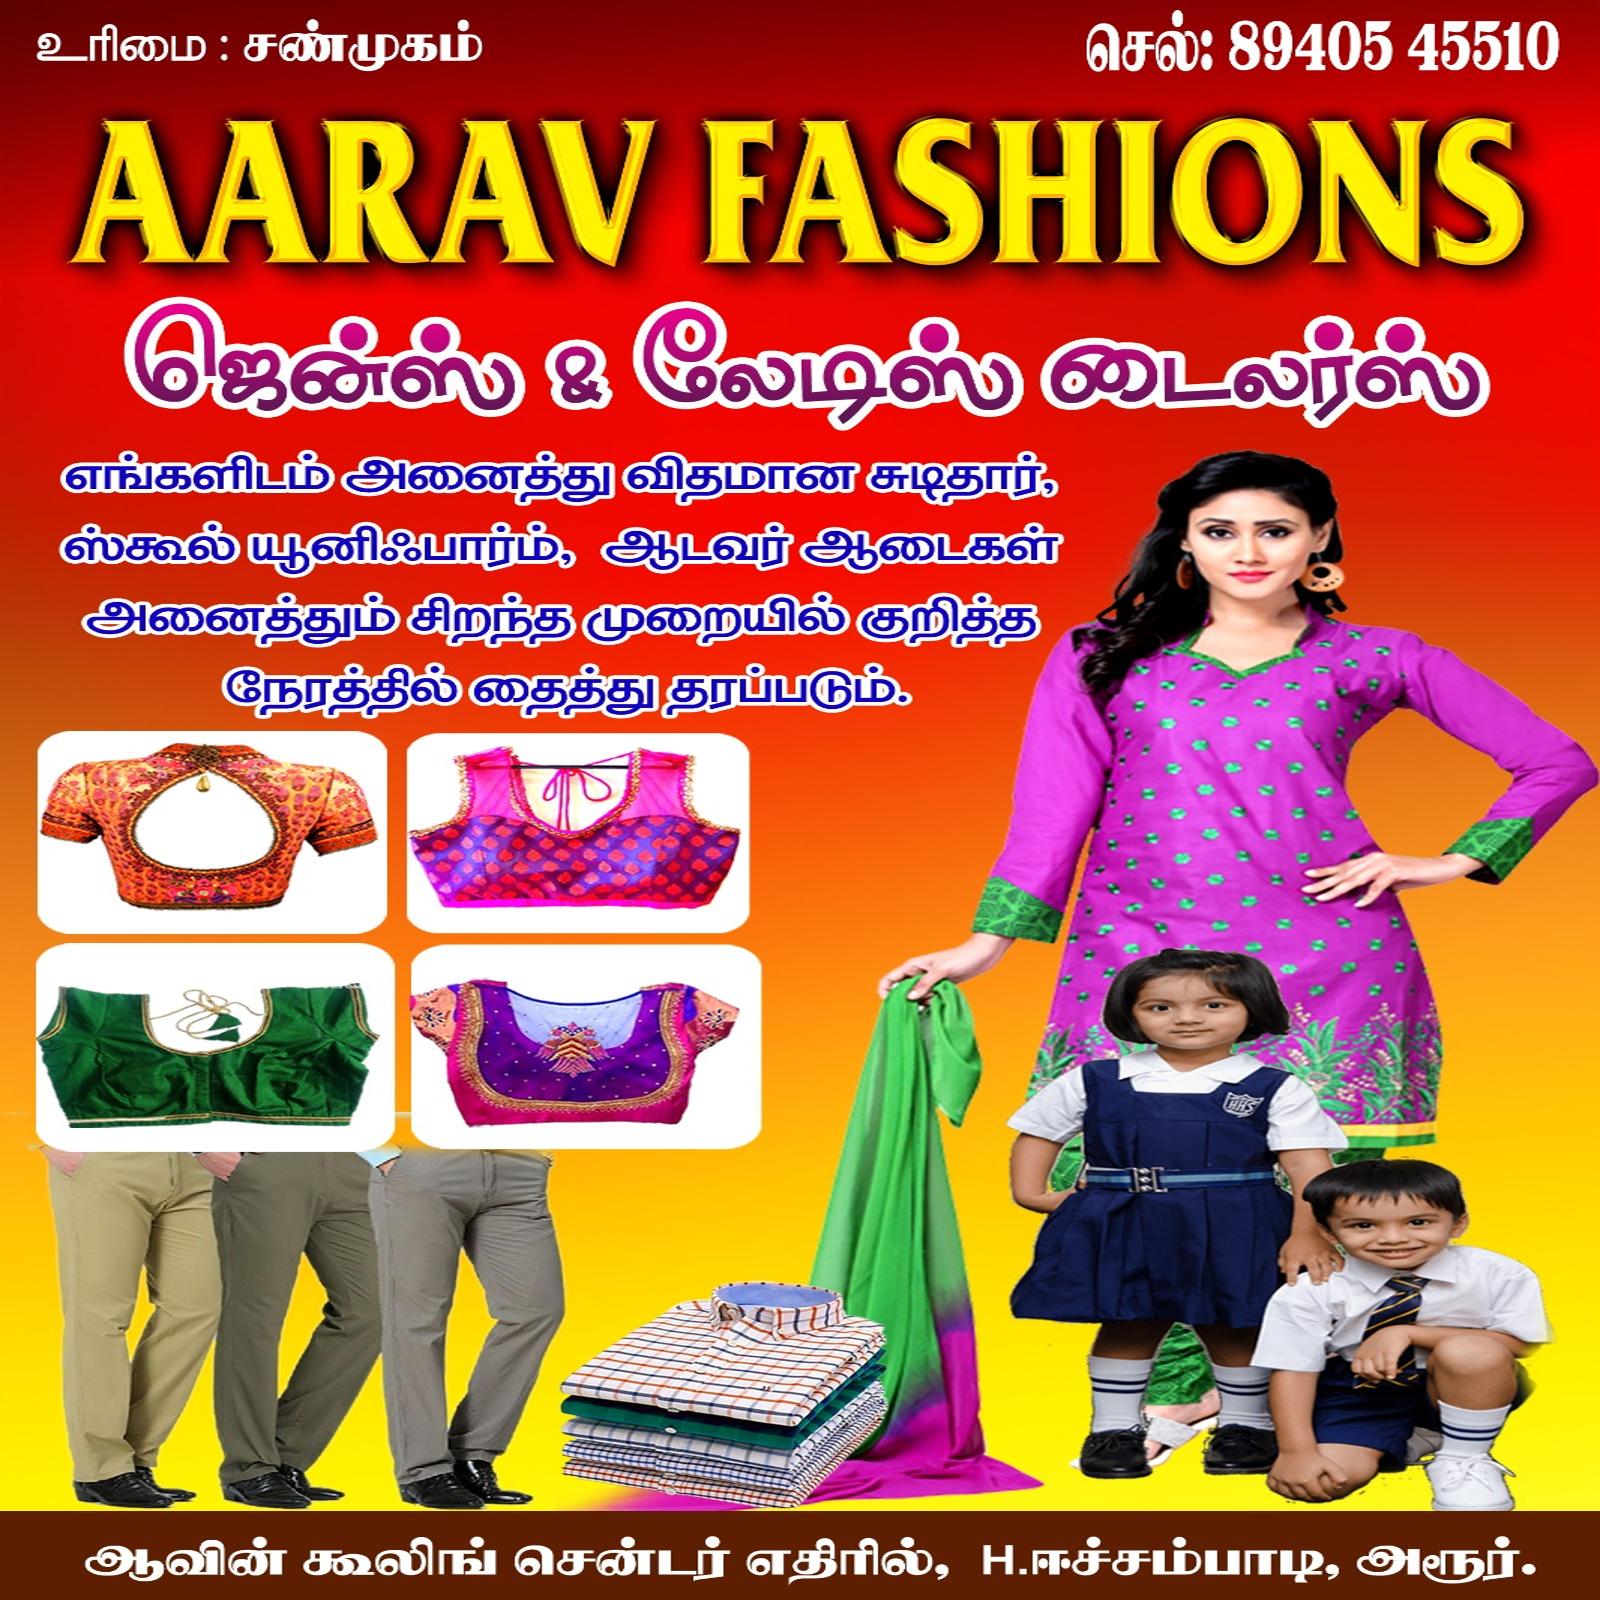 உரிமை : சண்முகம்
செல்: 89405 45510
AARAV FASHIONS
ஜென்ஸ் & லேடிஸ் டைலர்ஸ்
எங்களிடம் அனைத்து விதமான சுடிதார்,
ஸ்கூல் யூனிஃபார்ம், ஆடவர் ஆடைகள்
அனைத்தும் சிறந்த முறையில் குறித்த
நேரத்தில் தைத்து தரப்படும்.
HHS
ஆவின் கூலிங் சென்டர் எதிரில், H.ஈச்சம்பாடி, அரூர்.